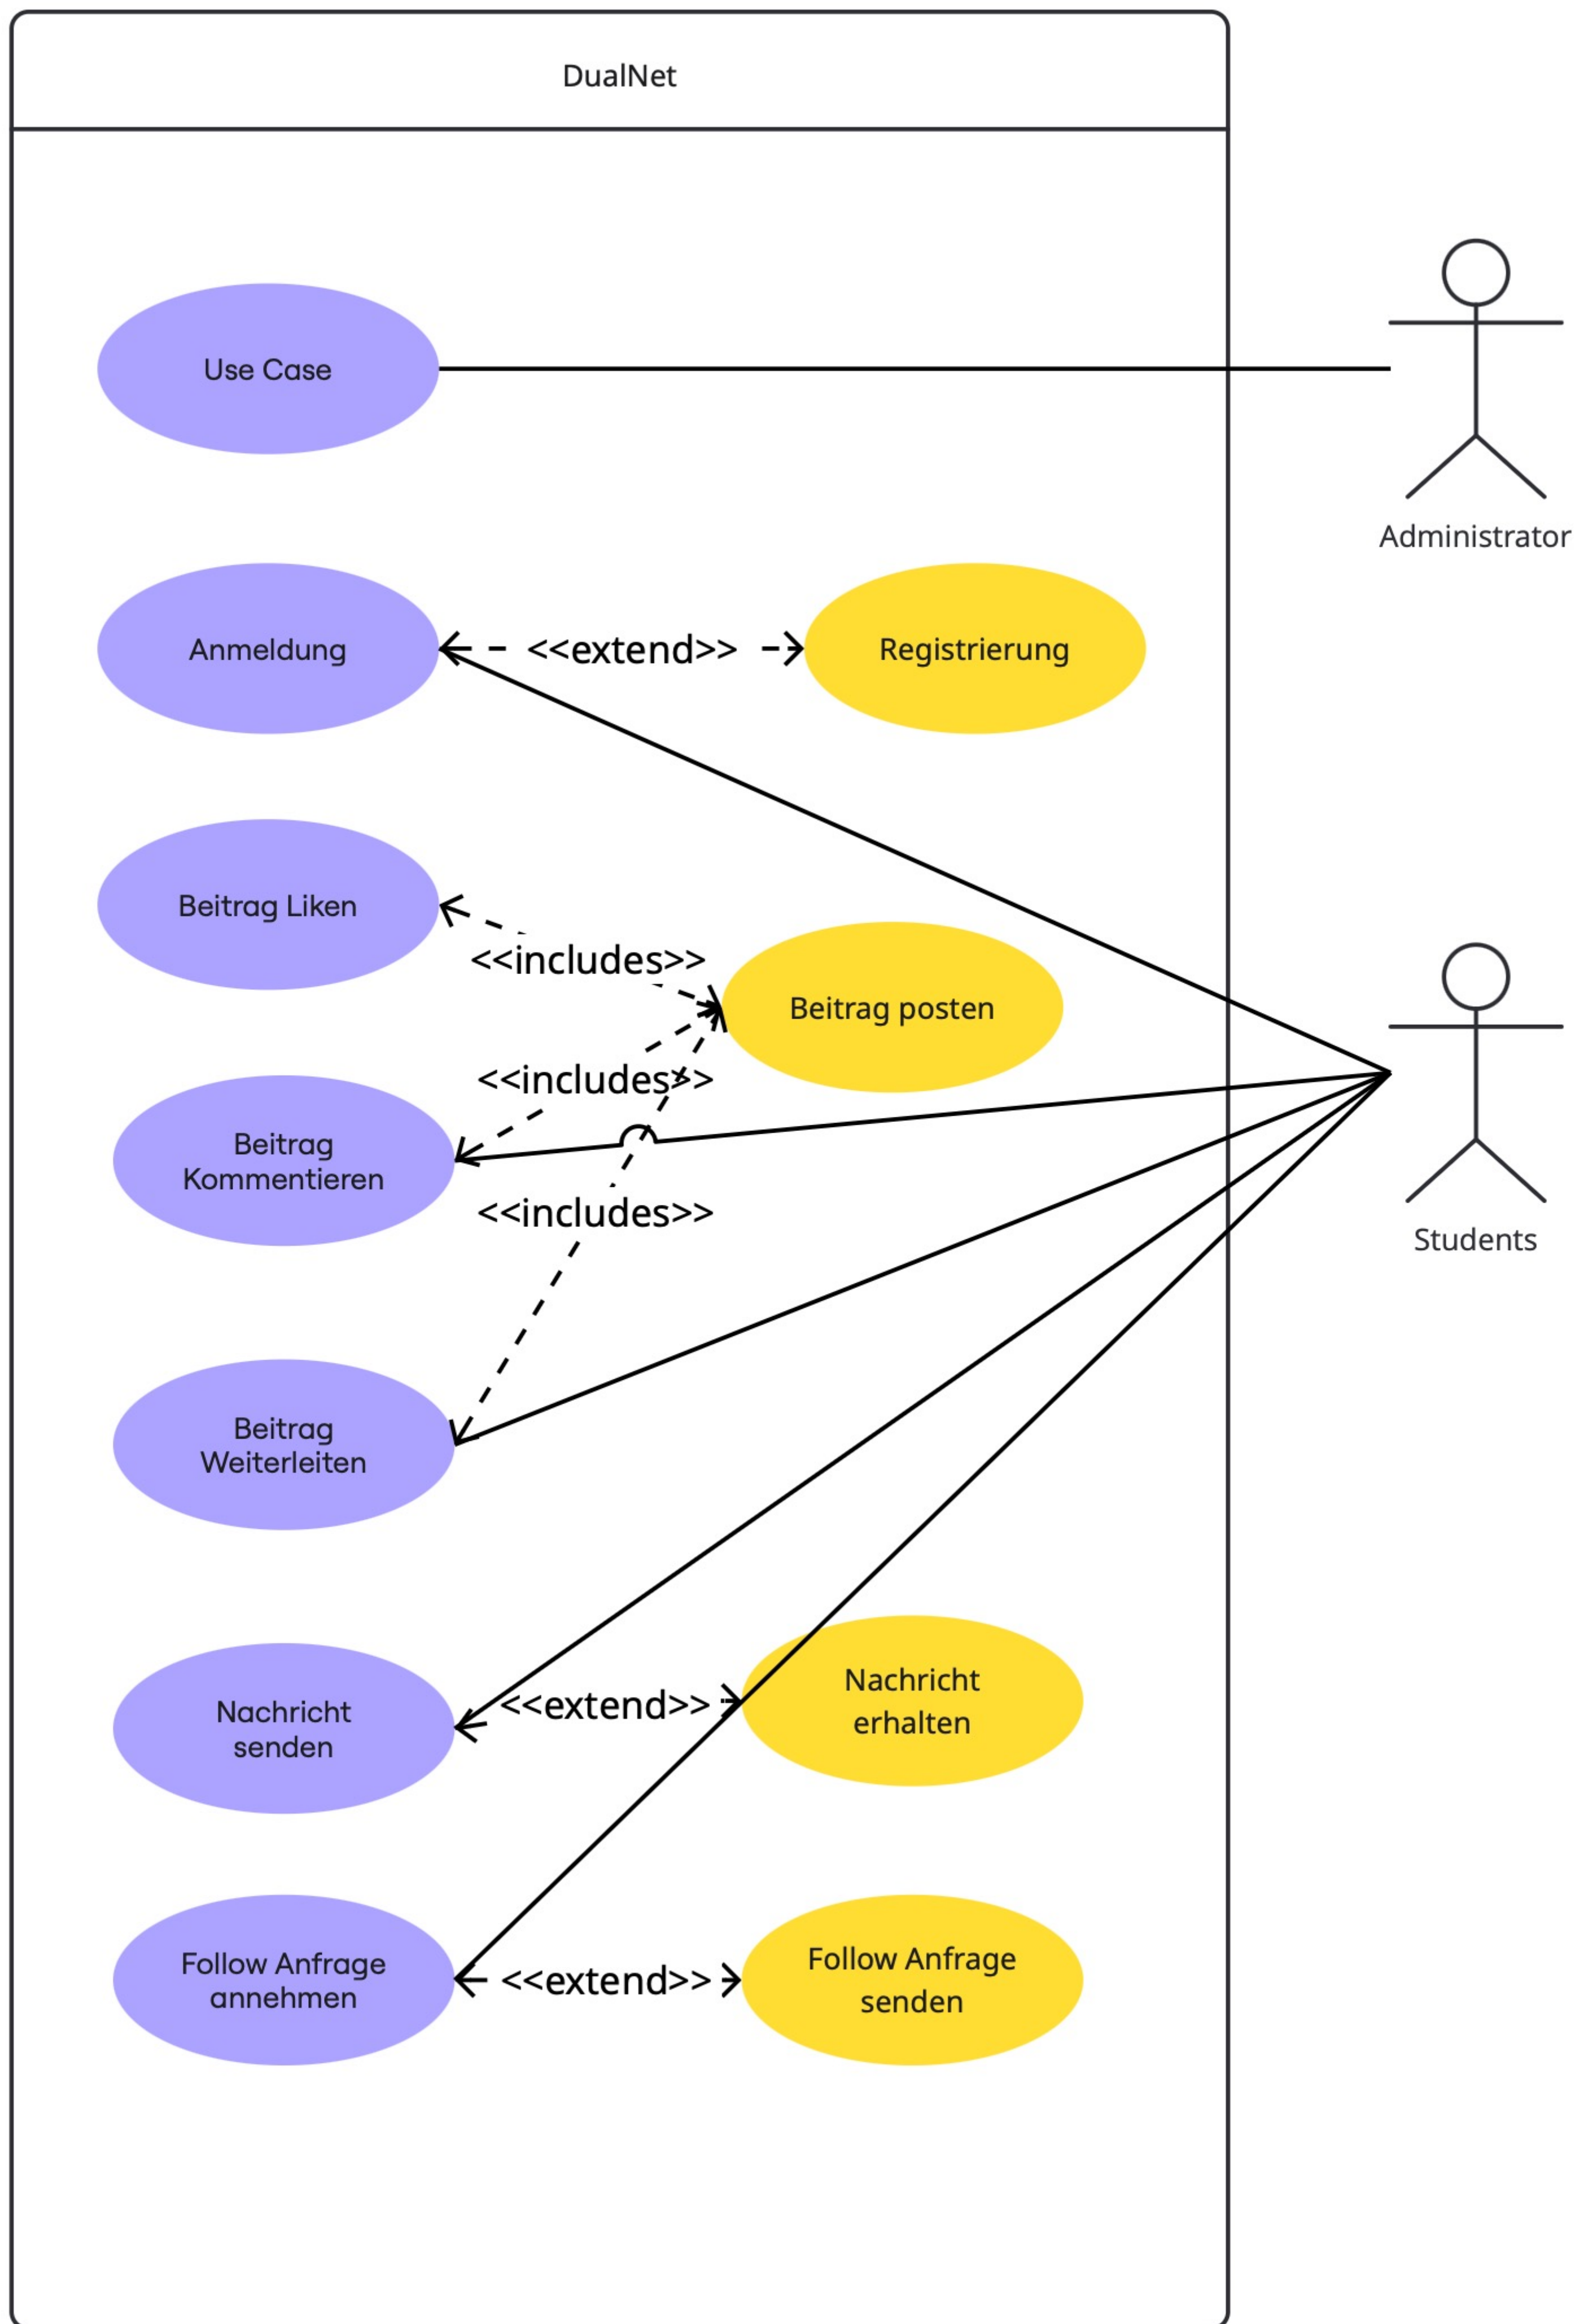 DualNet
Use Case
Administrator
Anmeldung
<<extend>>
Registrierung
Beitrag Liken
<<includes>>
Beitrag posten
<<includes>>
Beitrag
Kommentieren
<<includes>>
Students
Beitrag
Weiterleiten
Nachricht
senden
<<extend>>
Nachricht
erhalten
Follow Anfrage
annehmen
<<extend>>
Follow Anfrage
senden